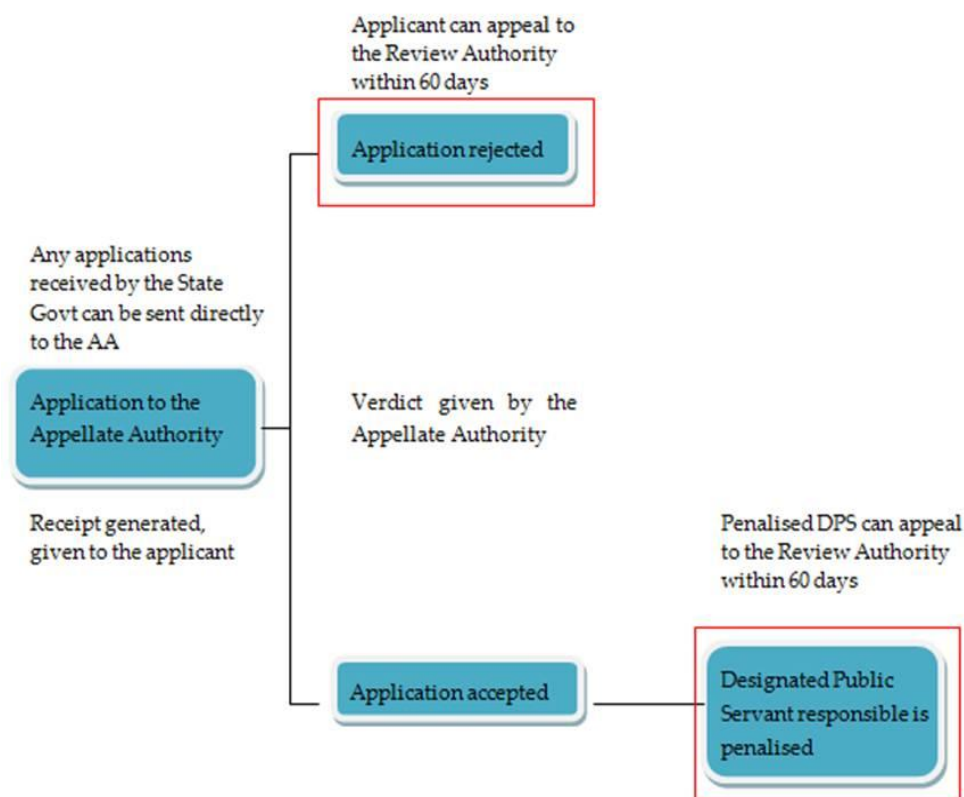 Applicant can appeal to
the Review Authority
within 60 days
Application rejected
Any applications
received by the State
Govt can be sent directly
to the AA
Application to the
Appellate Authority
Receipt generated,
given to the applicant
Verdict given by the
Appellate Authority
Application accepted
Penalised DPS can appeal
to the Review Authority
within 60 days
Designated Public
Servant responsible is
penalised